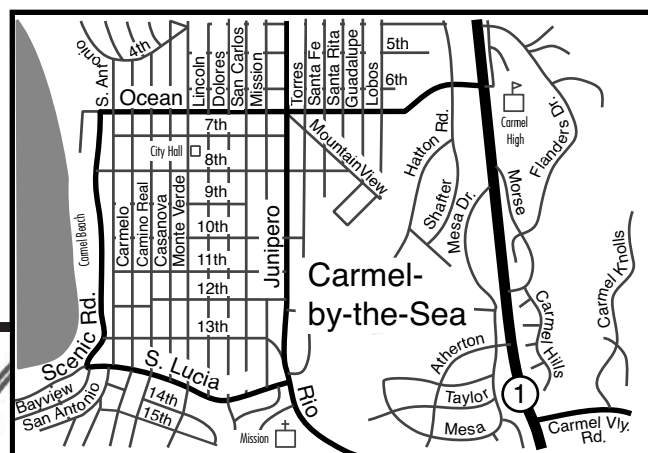 S. Antonio
4th
Lincoln
Dolores
San Carlos
Mission
Torres
Santa Fe
Santa Rita
Guadalupe
Lobos
5th
6th
Ocean
7th
City Hall
8th
Mountain View
Hatton Rd.
Carmel
High
Flanders Dr.
Carmel Beach
Carmelo
Camino Real
Casanova
Monte Verde
9th
10th
11th
12th
13th
Junipero
Shafter
Mesa Dr.
Morse
Carmel-
by-the-Sea
Carmel Knolls
Carmel Hills
Scenic Rd.
S. Lucia
Rio
Atherton
Taylor
Mesa
1
Carmel Vly.
Rd.
Bayview
San Antonio
14th
15th
Mission